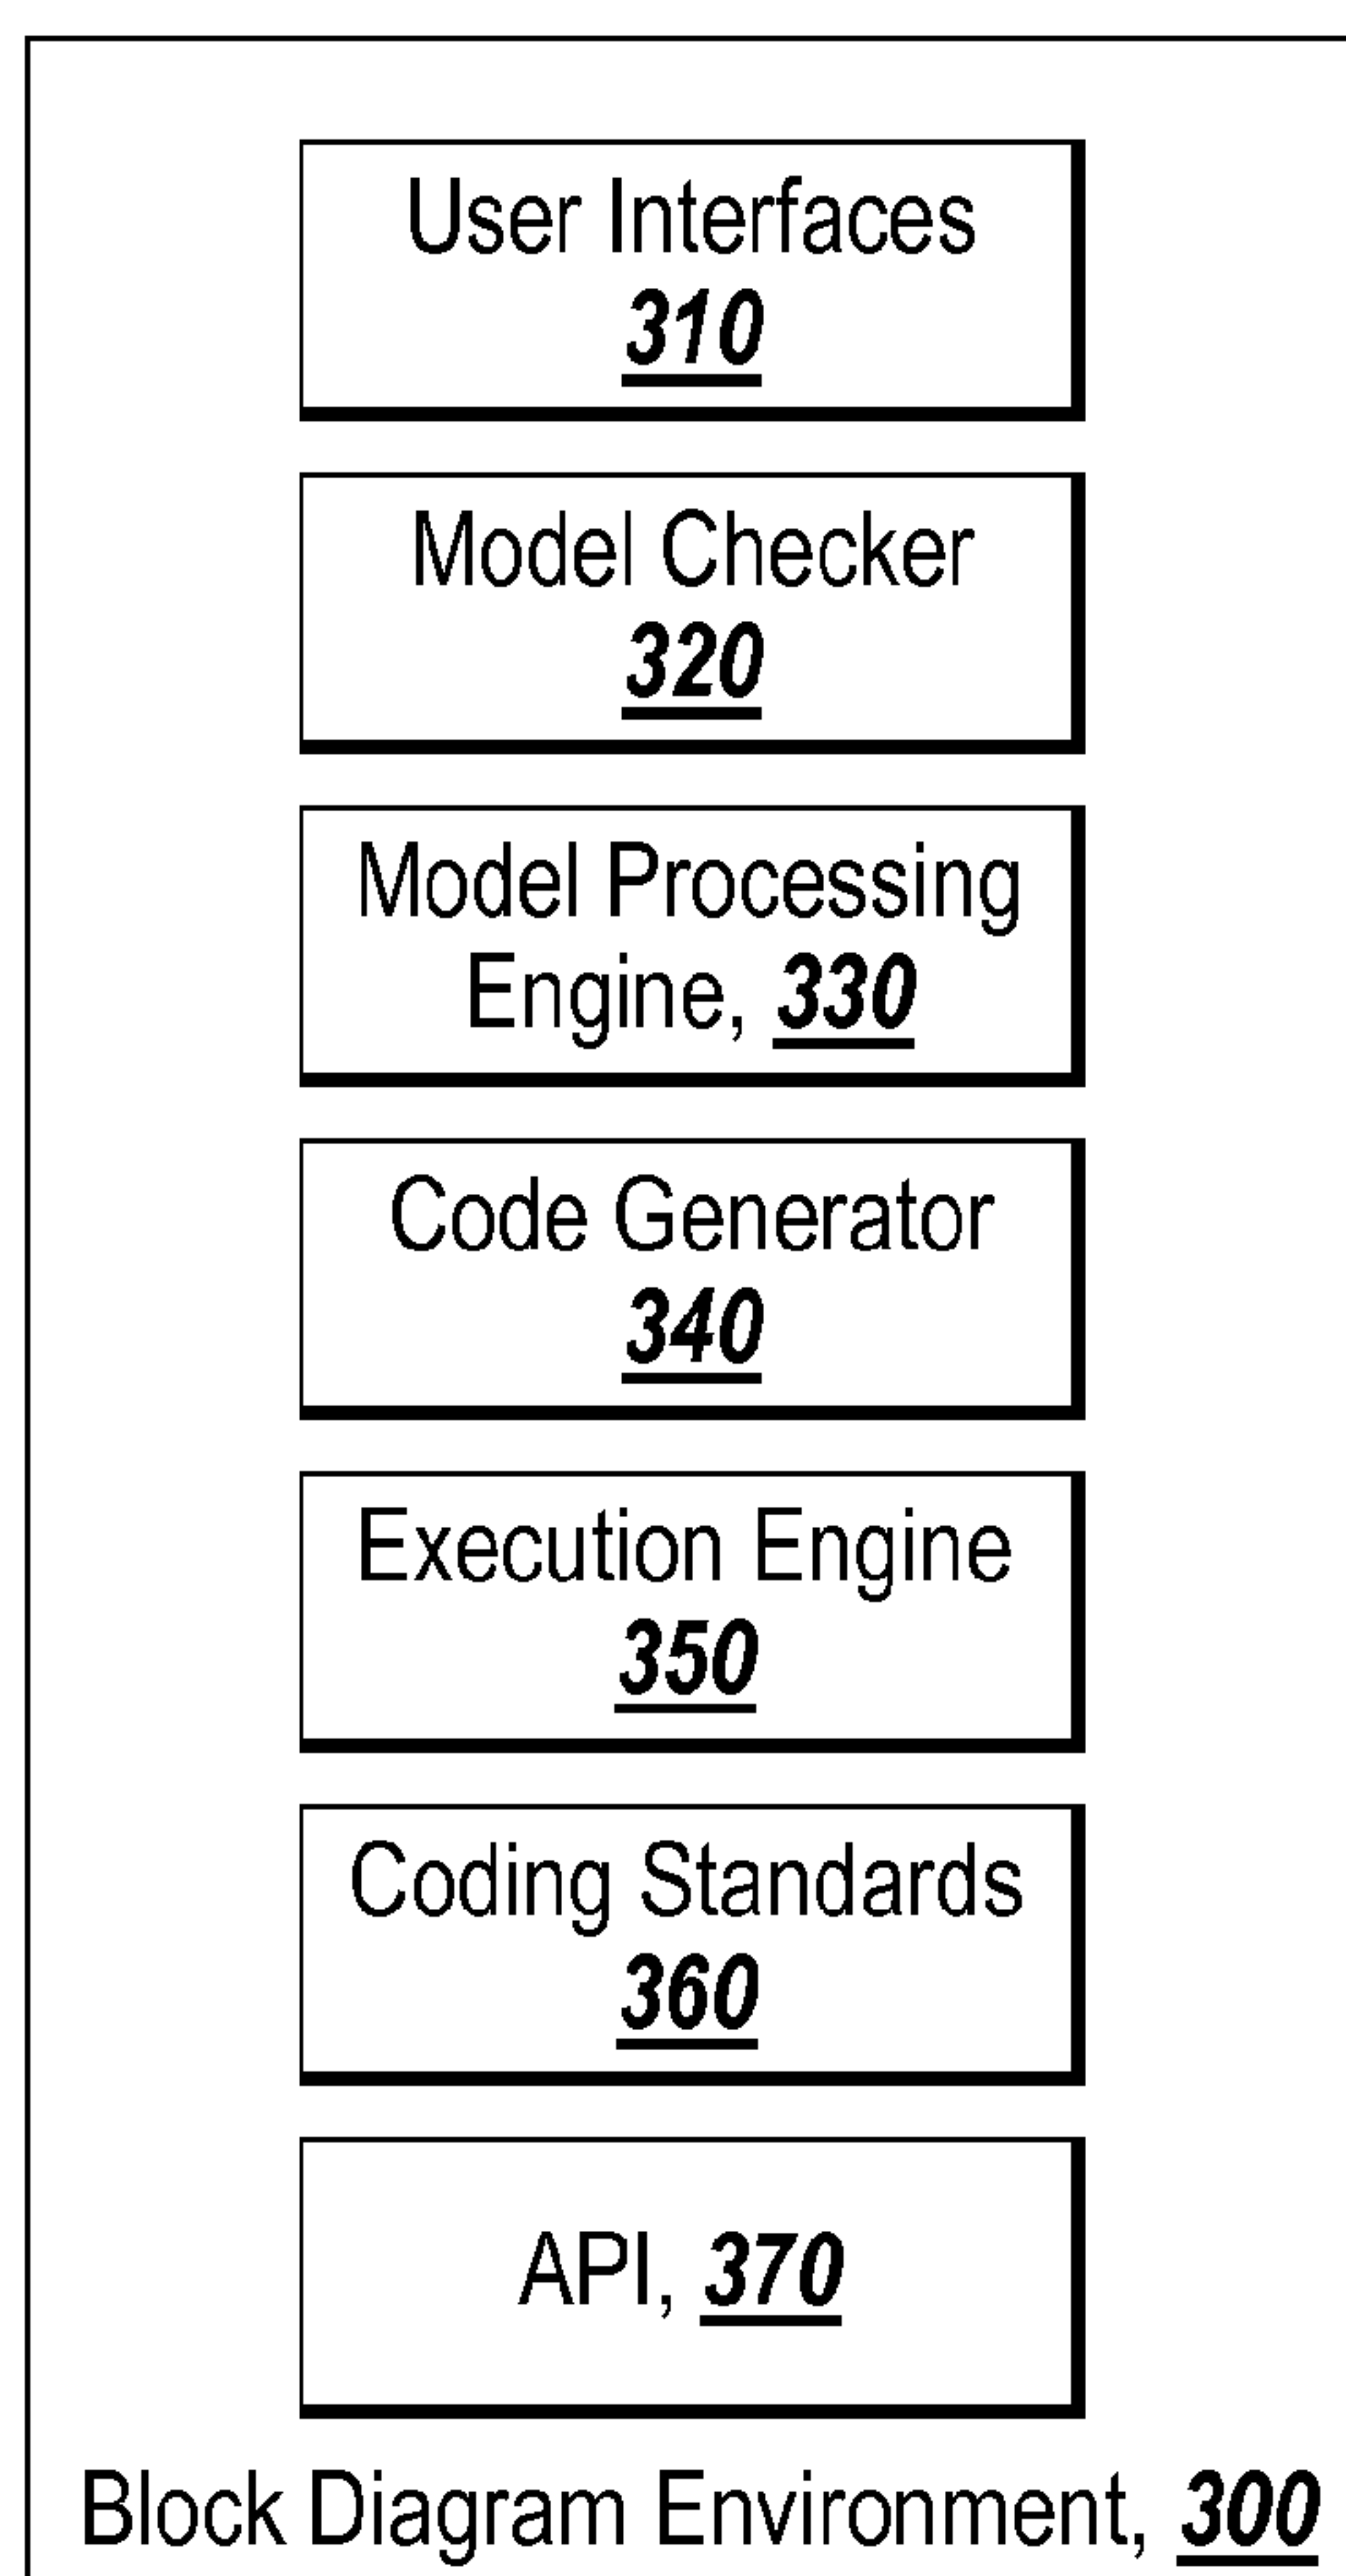 User Interfaces
310
Model Checker
320
Model Processing
Engine, 330
Code Generator
340
Execution Engine
350
Coding Standards
360
API, 370
Block Diagram Environment, 300